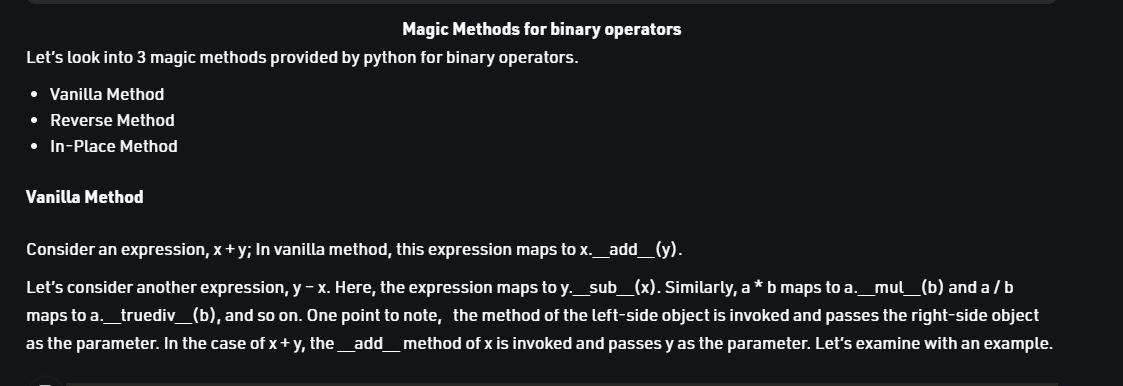 Magic Methods for binary operators
Let's look into 3 magic methods provided by python for binary operators.
• Vanilla Method
• Reverse Method
• In-Place Method
Vanilla Method
Consider an expression, x + y; In vanilla method, this expression maps to x.__add__(y).
Let's consider another expression, y – x. Here, the expression maps to y.__sub__(x). Similarly, a * b maps to a.__mul__(b) and a / b
maps to a.__truediv__(b), and so on. One point to note, the method of the left-side object is invoked and passes the right-side object
as the parameter. In the case of x + y, the __add__ method of x is invoked and passes y as the parameter. Let's examine with an example.